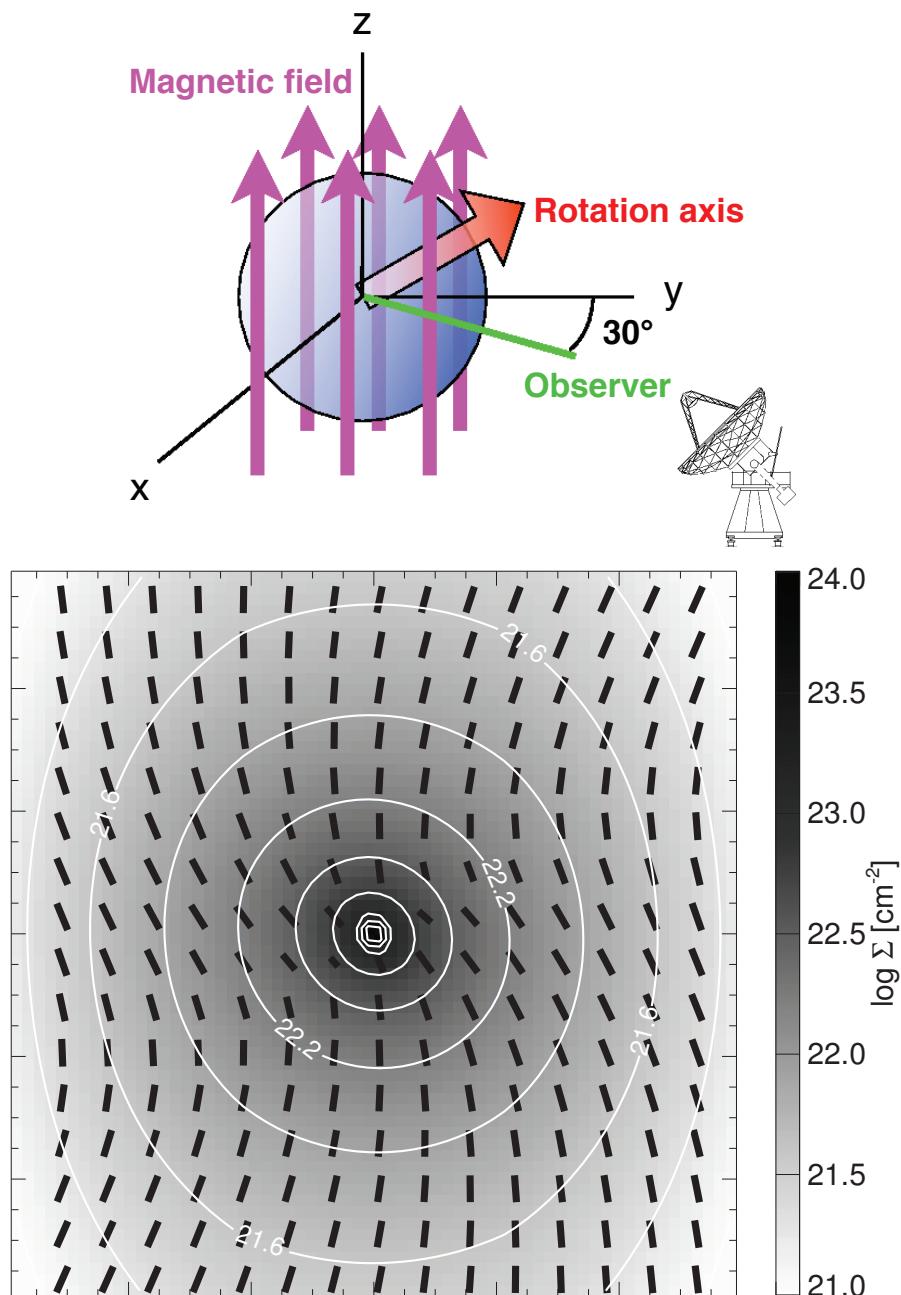 z
Magnetic field
Rotation axis
y
30°
Observer
x
24.0
21.6
23.5
21.6
23.0
22.2
22.5
log Σ [cm⁻²]
22.2
21.6
22.0
21.5
21.6
21.0